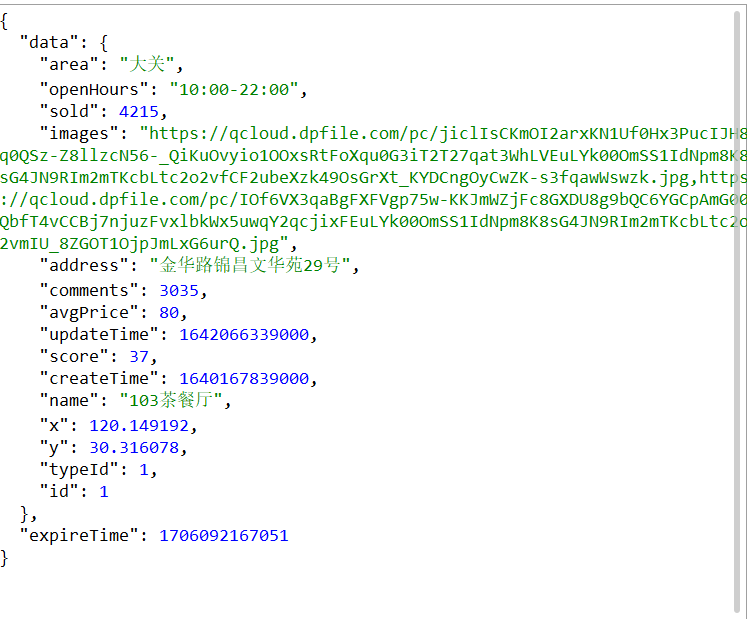 {
  "data": {
    "area": "大关",
    "openHours": "10:00-22:00",
    "sold": 4215,
    "images": "https://qcloud.dpfile.com/pc/jiclIsCKmOI2arxKN1Uf0Hx3PucIJH8
q0QSz-Z8llzcN56-_QiKuOvyio1OOxsRtFoXqu0G3iT2T27qat3WhLVEuLYk00OmSS1IdNpm8K8
sG4JN9RIm2mTKcbLtc2o2vfCF2ubeXzk49OsGrXt_KYDCngOyCwZK-s3fqawWswzk.jpg,https
://qcloud.dpfile.com/pc/IOf6VX3qaBgFXFVgp75w-KKJmWZjFc8GXDU8g9bQC6YGCpAmG00
QbfT4vCCBj7njuzFvxlbkWx5uwqY2qcjixFEuLYk00OmSS1IdNpm8K8sG4JN9RIm2mTKcbLtc2o
2vmIU_8ZGOT1OjpJmLxG6urQ.jpg",
    "address": "金华路锦昌文华苑29号",
    "comments": 3035,
    "avgPrice": 80,
    "updateTime": 1642066339000,
    "score": 37,
    "createTime": 1640167839000,
    "name": "103茶餐厅",
    "x": 120.149192,
    "y": 30.316078,
    "typeId": 1,
    "id": 1
  },
  "expireTime": 1706092167051
}